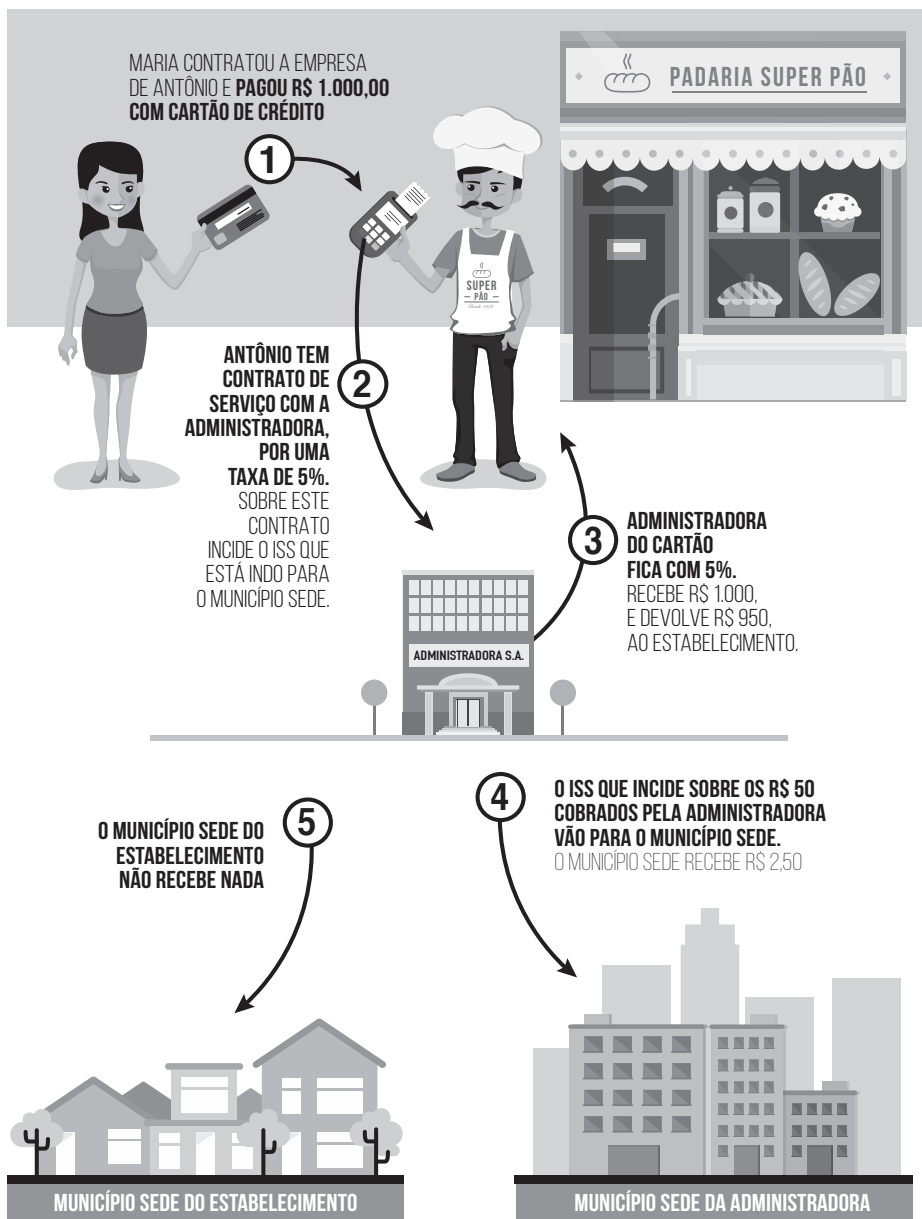 MARIA CONTRATOU A EMPRESA
DE ANTÔNIO E PAGOU R$ 1.000,00
COM CARTÃO DE CRÉDITO
1
PADARIA SUPER PÃO
SUPER
PÃO
2
ANTÔNIO TEM
CONTRATO DE
SERVIÇO COM A
ADMINISTRADORA,
POR UMA
TAXA DE 5%.
SOBRE ESTE
CONTRATO
INCIDE O ISS QUE
ESTÁ INDO PARA
O MUNICÍPIO SEDE.
3
ADMINISTRADORA
DO CARTÃO
FICA COM 5%.
RECEBE R$ 1.000,
E DEVOLVE R$ 950,
AO ESTABELECIMENTO.
ADMINISTRADORA S.A.
4
O ISS QUE INCIDE SOBRE OS R$ 50
COBRADOS PELA ADMINISTRADORA
VÃO PARA O MUNICÍPIO SEDE.
O MUNICÍPIO SEDE RECEBE R$ 2,50
5
O MUNICÍPIO SEDE DO
ESTABELECIMENTO
NÃO RECEBE NADA
MUNICÍPIO SEDE DO ESTABELECIMENTO
MUNICÍPIO SEDE DA ADMINISTRADORA